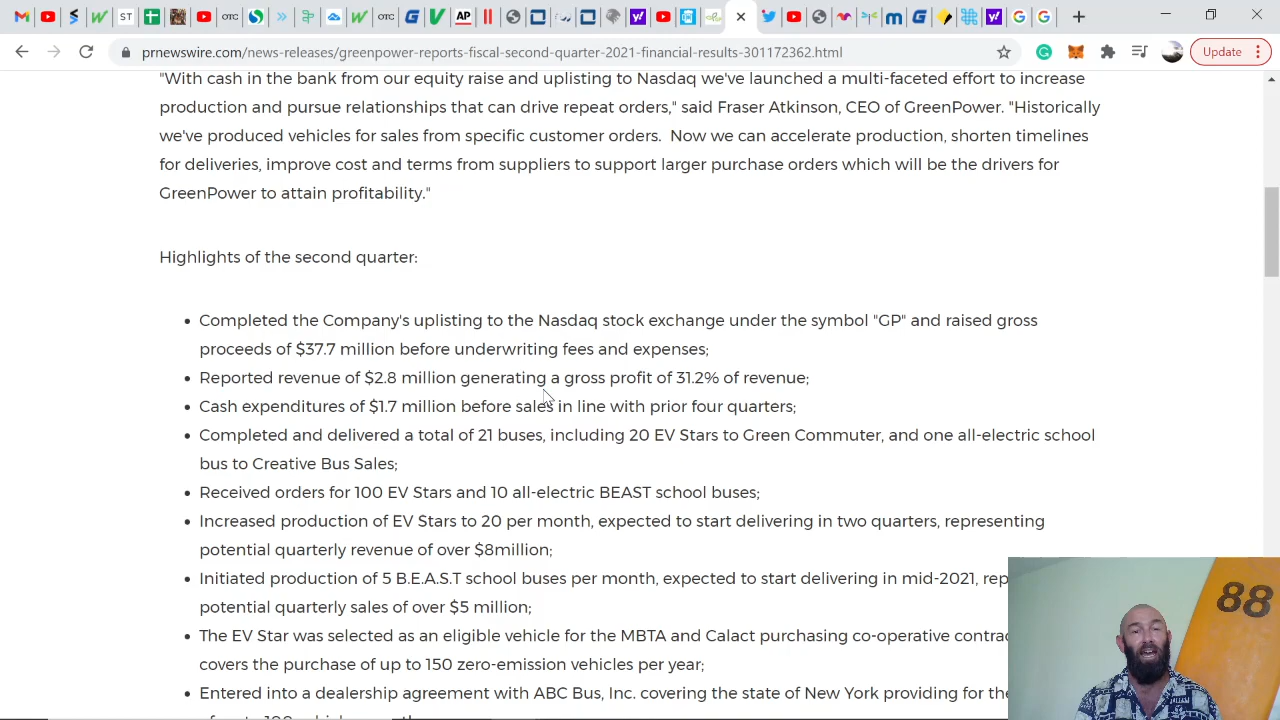 ST
OTC
W
OTC
G
V
AP
G
G
G
prnewswire.com/news-releases/greenpower-reports-fiscal-second-quarter-2021-financial-results-301172362.html
Update
"With cash in the bank from our equity raise and uplisting to Nasdaq we've launched a multi-faceted effort to increase
production and pursue relationships that can drive repeat orders," said Fraser Atkinson, CEO of GreenPower. "Historically
we've produced vehicles for sales from specific customer orders.  Now we can accelerate production, shorten timelines
for deliveries, improve cost and terms from suppliers to support larger purchase orders which will be the drivers for
GreenPower to attain profitability."
Highlights of the second quarter:
• Completed the Company's uplisting to the Nasdaq stock exchange under the symbol "GP" and raised gross
proceeds of $37.7 million before underwriting fees and expenses;
• Reported revenue of $2.8 million generating a gross profit of 31.2% of revenue;
• Cash expenditures of $1.7 million before sales in line with prior four quarters;
• Completed and delivered a total of 21 buses, including 20 EV Stars to Green Commuter, and one all-electric school
bus to Creative Bus Sales;
• Received orders for 100 EV Stars and 10 all-electric BEAST school buses;
• Increased production of EV Stars to 20 per month, expected to start delivering in two quarters, representing
potential quarterly revenue of over $8million;
• Initiated production of 5 B.E.A.S.T school buses per month, expected to start delivering in mid-2021,
potential quarterly sales of over $5 million;
• The EV Star was selected as an eligible vehicle for the MBTA and Calact purchasing co-operative
covers the purchase of up to 150 zero-emission vehicles per year;
• Entered into a dealership agreement with ABC Bus, Inc. covering the state of New York providing for the
88